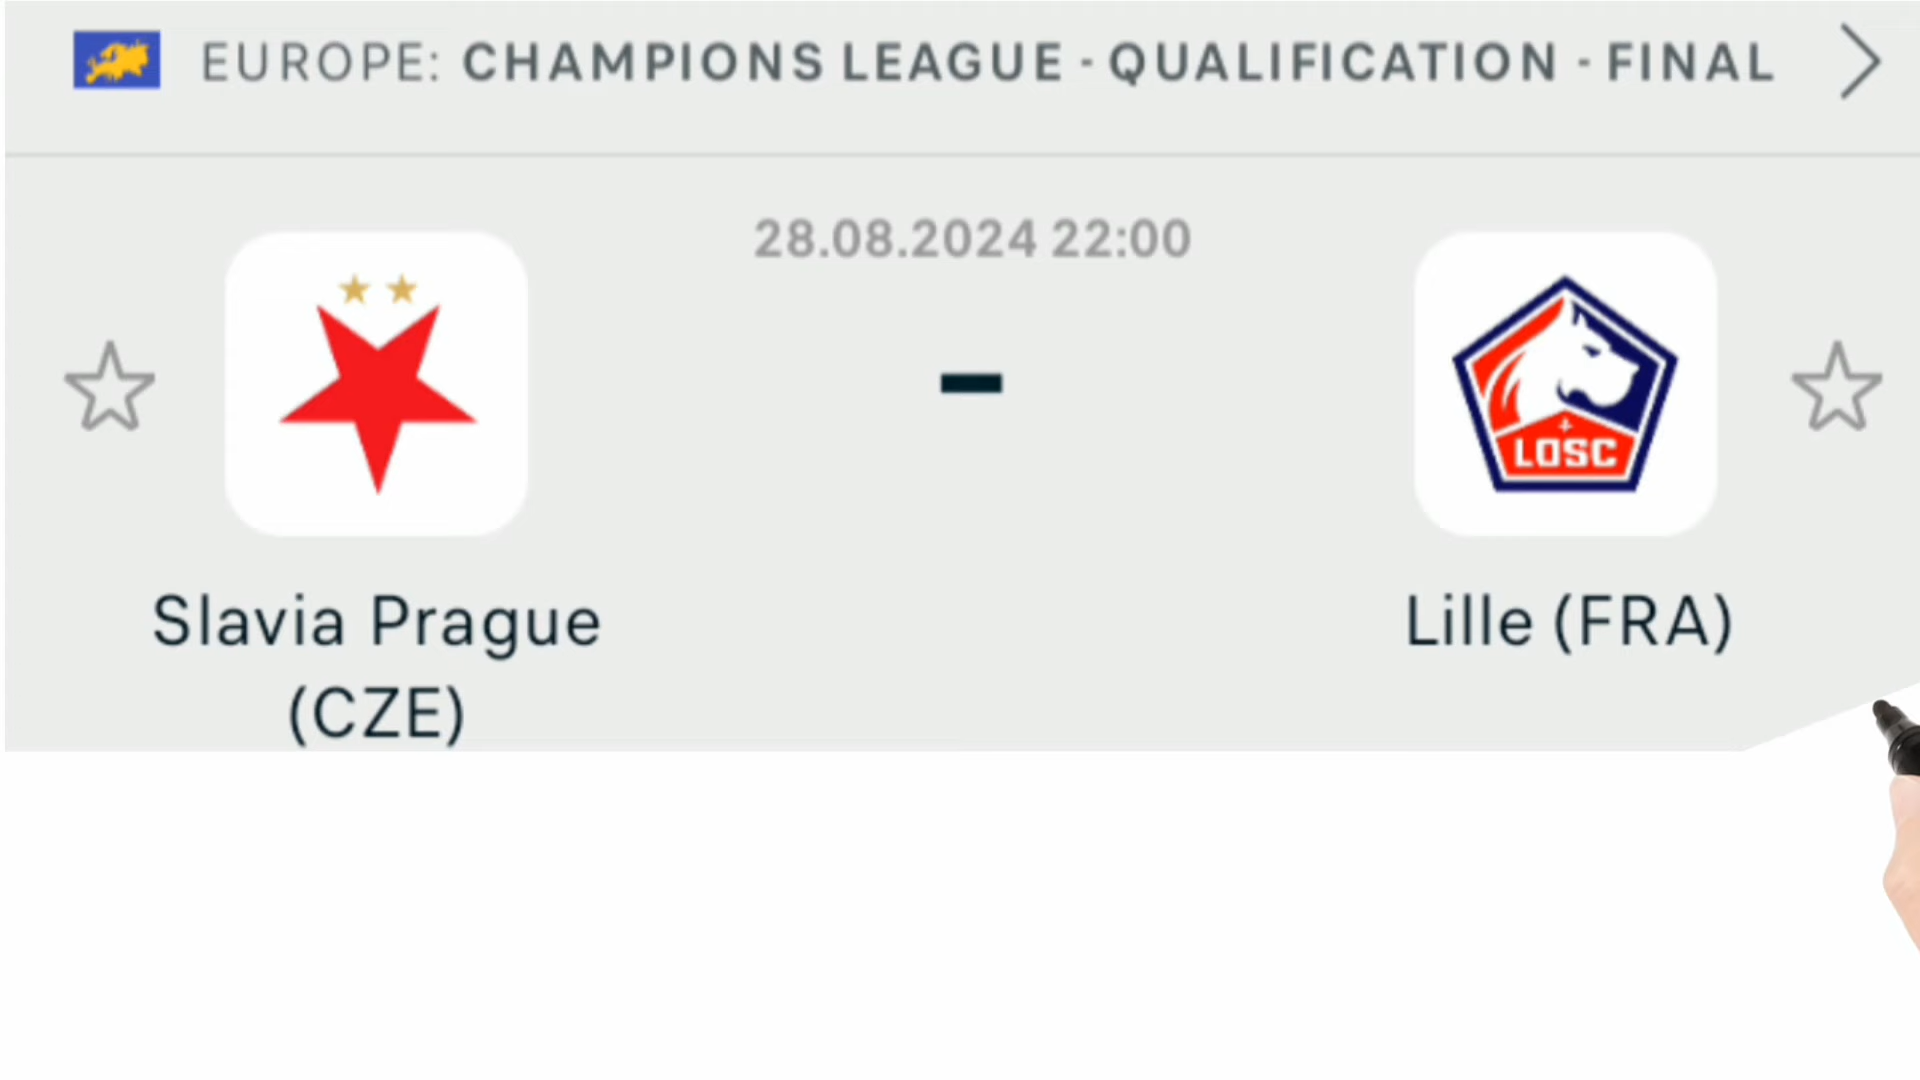 EUROPE: CHAMPIONS LEAGUE - QUALIFICATION - FINAL
28.08.2024 22:00
-
LOSC
Slavia Prague
(CZE)
Lille (FRA)